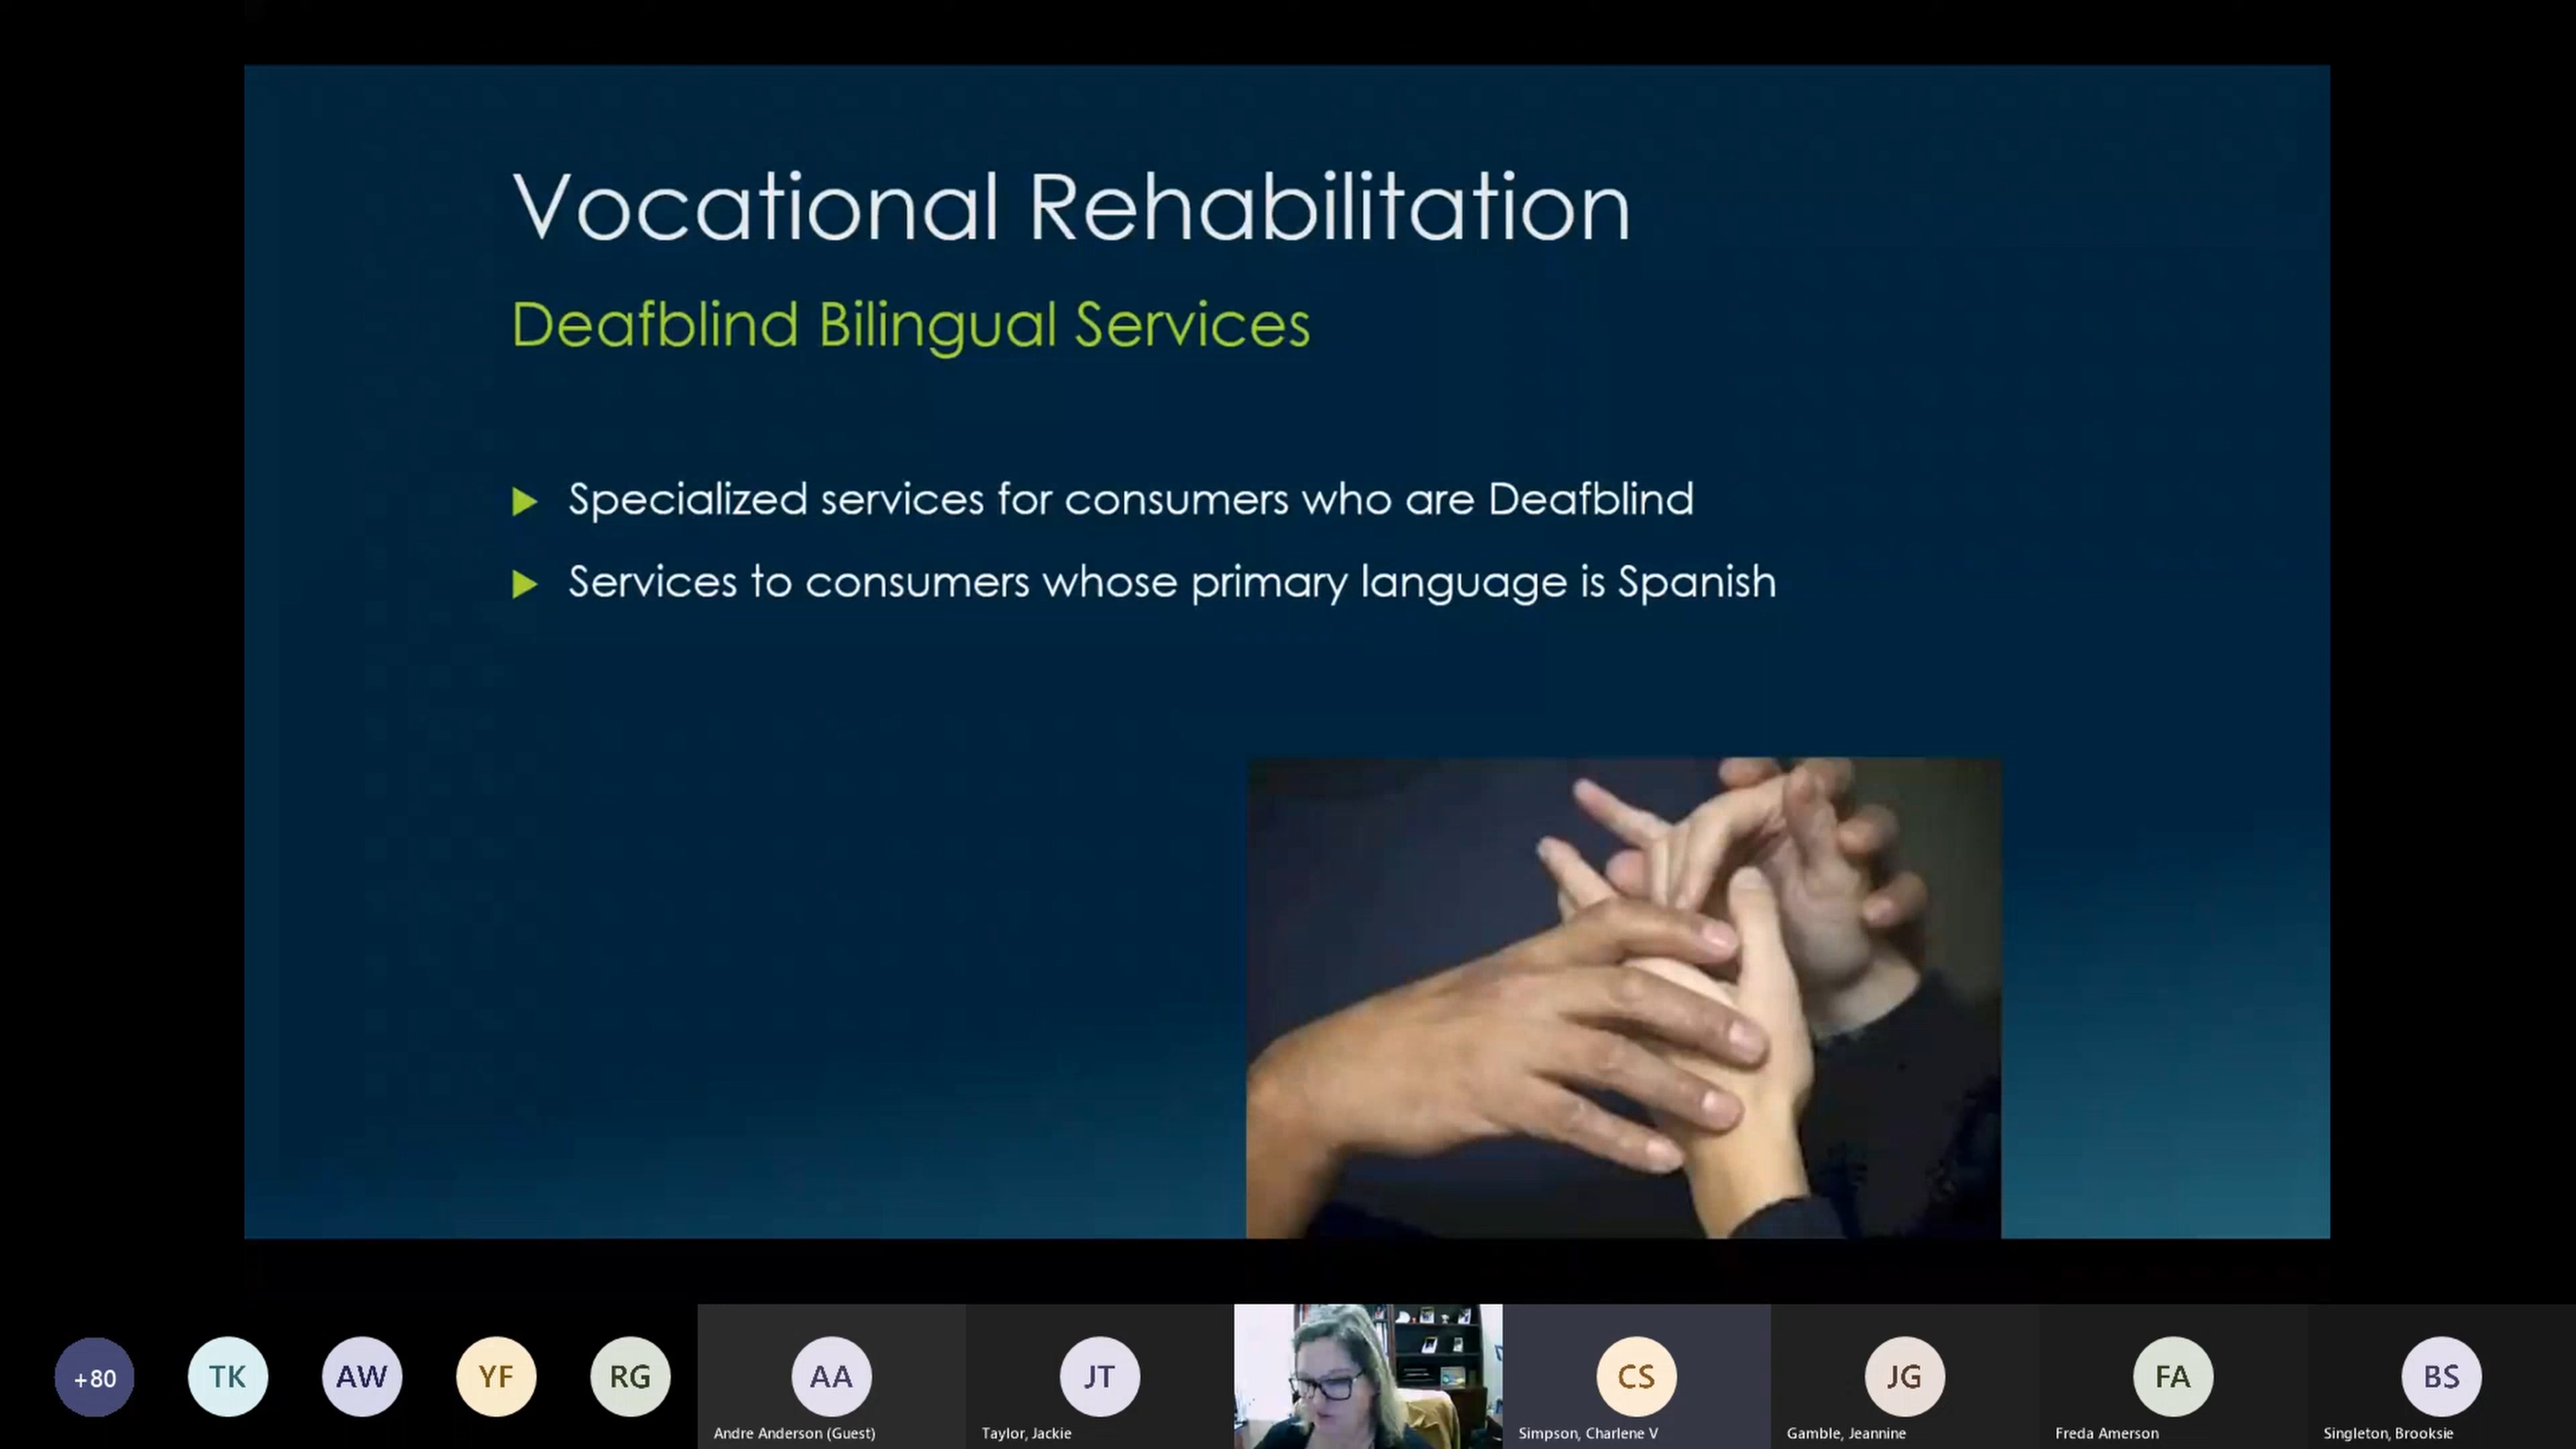 Vocational Rehabilitation
Deafblind Bilingual Services
Specialized services for consumers who are Deafblind
Services to consumers whose primary language is Spanish
+80
TK
AW
YF
RG
AA
JT
CS
JG
FA
BS
Andre Anderson (Guest)
Taylor, Jackie
Simpson, Charlene V
Gamble, Jeannine
Freda Amerson
Singleton, Brooksie